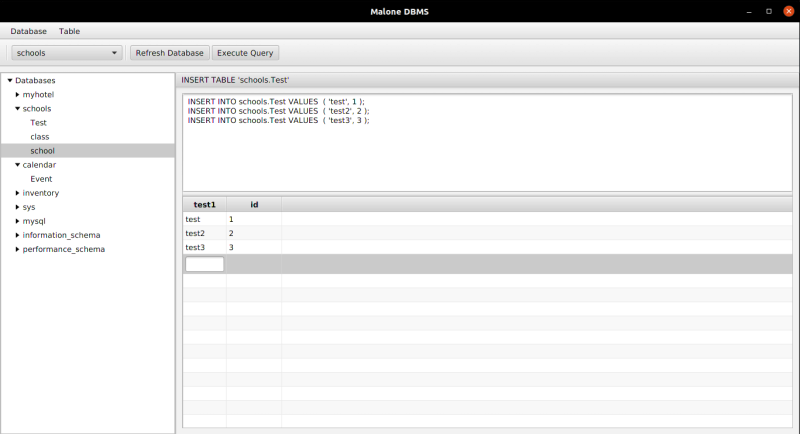 Malone DBMS
Database Table
schools Refresh Database Execute Query
Databases
myhotel
schools
Test
class
school
calendar
Event
inventory
sys
mysql
information_schema
performance_schema
INSERT TABLE 'schools.Test'
INSERT INTO schools.Test VALUES ( 'test', 1 );
INSERT INTO schools.Test VALUES ( 'test2', 2 );
INSERT INTO schools.Test VALUES ( 'test3', 3 );
test1 id
test 1
test2 2
test3 3